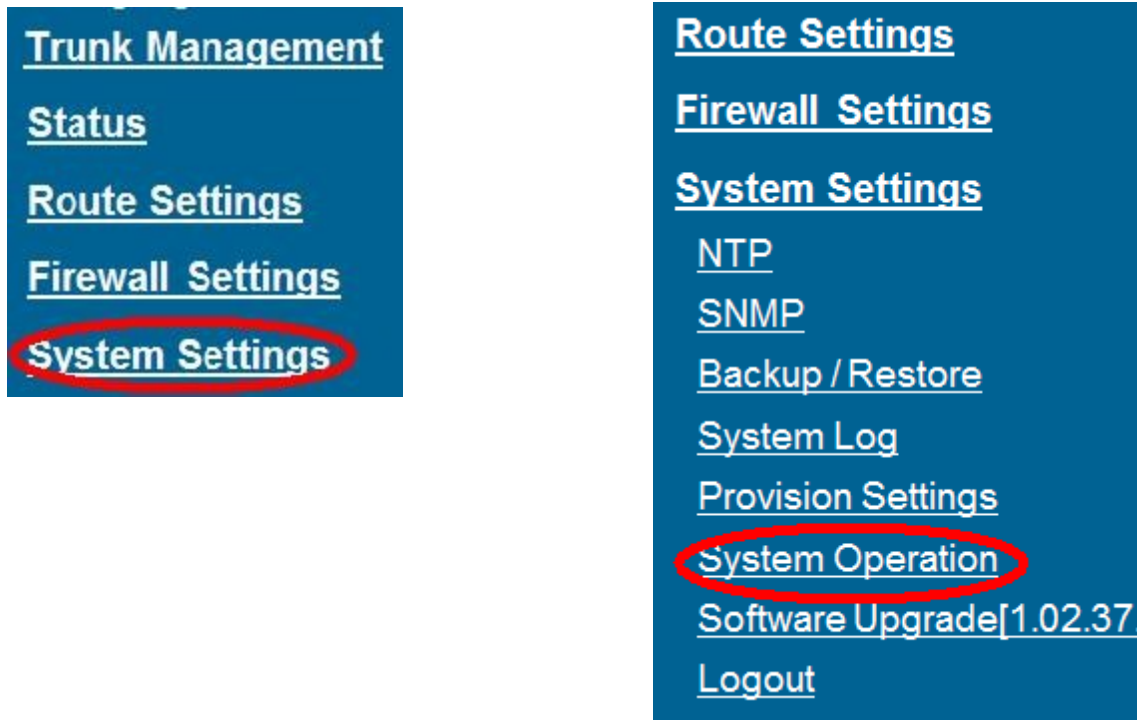 Trunk Management
Status
Route Settings
Firewall Settings
System Settings
Route Settings
Firewall Settings
System Settings
NTP
SNMP
Backup / Restore
System Log
Provision Settings
System Operation
Software Upgrade[1.02.37.
Logout